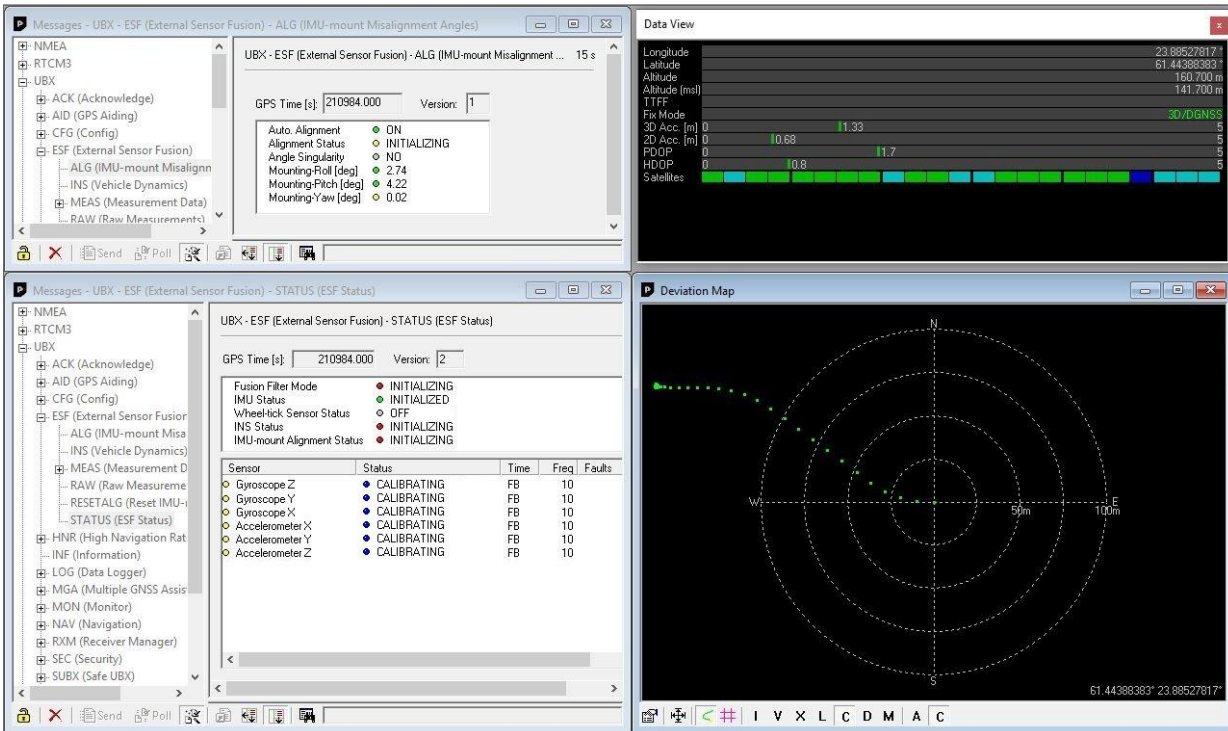 Messages - UBX - ESF (External Sensor Fusion) - ALG (IMU-mount Misalignment Angles)
NMEA
RTCM3
UBX
ACK (Acknowledge)
AID (GPS Aiding)
CFG (Config)
ESF (External Sensor Fusion)
ALG (IMU-mount Misalignn
INS (Vehicle Dynamics)
MEAS (Measurement Data)
RAW (Raw Measurements)
UBX - ESF (External Sensor Fusion) - ALG (IMU-mount Misalignment ... 15 s
GPS Time [s]: 210984.000 Version: 1
Auto. Alignment ON
Alignment Status INITIALIZING
Angle Singularity NO
Mounting-Roll [deg] 2.74
Mounting-Pitch [deg] 4.22
Mounting-Yaw [deg] 0.02
Send Poll
Data View
Longitude 23.88527817 °
Latitude 61.44388383 °
Altitude 160.700 m
Altitude (msl) 141.700 m
TTFF
Fix Mode 3D/DGNSS
3D Acc. [m] 0 1.33 5
2D Acc. [m] 0 0.68 5
PDOP 0 1.7 5
HDOP 0 0.8 5
Satellites
Messages - UBX - ESF (External Sensor Fusion) - STATUS (ESF Status)
NMEA
RTCM3
UBX
ACK (Acknowledge)
AID (GPS Aiding)
CFG (Config)
ESF (External Sensor Fusion
ALG (IMU-mount Misa
INS (Vehicle Dynamics)
MEAS (Measurement D
RAW (Raw Measureme
RESETALG (Reset IMU-
STATUS (ESF Status)
HNR (High Navigation Rat
INF (Information)
LOG (Data Logger)
MGA (Multiple GNSS Assis
MON (Monitor)
NAV (Navigation)
RXM (Receiver Manager)
SEC (Security)
SUBX (Safe UBX)
UBX - ESF (External Sensor Fusion) - STATUS (ESF Status)
GPS Time [s]: 210984.000 Version: 2
Fusion Filter Mode INITIALIZING
IMU Status INITIALIZED
Wheel-tick Sensor Status OFF
INS Status INITIALIZING
IMU-mount Alignment Status INITIALIZING
Sensor Status Time Freq Faults
Gyroscope Z CALIBRATING FB 10
Gyroscope Y CALIBRATING FB 10
Gyroscope X CALIBRATING FB 10
Accelerometer X CALIBRATING FB 10
Accelerometer Y CALIBRATING FB 10
Accelerometer Z CALIBRATING FB 10
Send Poll
Deviation Map
N
W
E
50m
100m
S
61.44388383° 23.88527817°
I V X L C D M A C